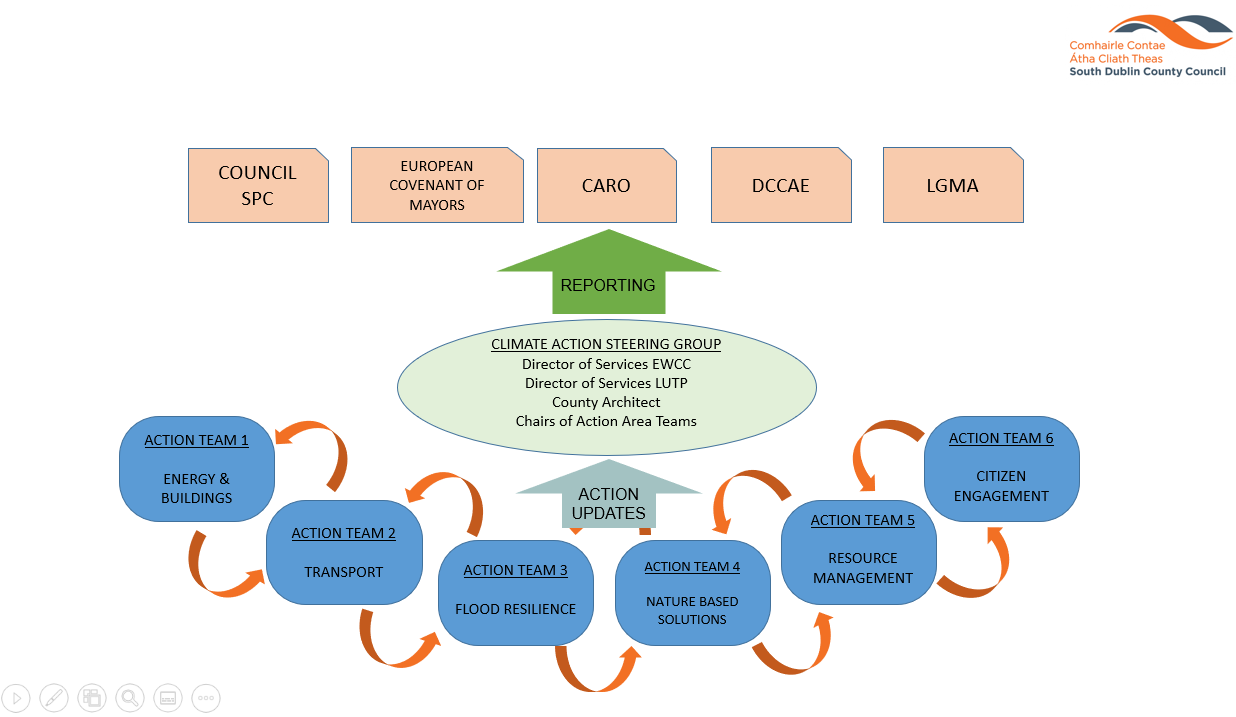 Comhairle Contae
Átha Cliath Theas
South Dublin County Council
COUNCIL
SPC
EUROPEAN
COVENANT OF
MAYORS
CARO
DCCAE
LGMA
REPORTING
CLIMATE ACTION STEERING GROUP
Director of Services EWCC
Director of Services LUTP
County Architect
Chairs of Action Area Teams
ACTION
UPDATES
ACTION TEAM 1
ENERGY &
BUILDINGS
ACTION TEAM 2
TRANSPORT
ACTION TEAM 3
FLOOD RESILIENCE
ACTION TEAM 4
NATURE BASED
SOLUTIONS
ACTION TEAM 5
RESOURCE
MANAGEMENT
ACTION TEAM 6
CITIZEN
ENGAGEMENT